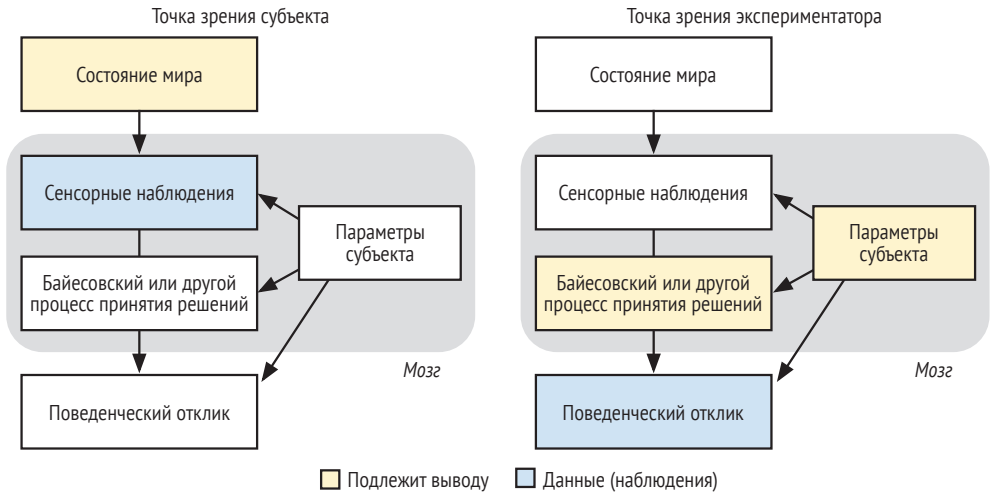 Точка зрения субъекта
Состояние мира
Сенсорные наблюдения
Параметры
субъекта
Байесовский или другой
процесс принятия решений
Мозг
Поведенческий отклик
Точка зрения экспериментатора
Состояние мира
Сенсорные наблюдения
Параметры
субъекта
Байесовский или другой
процесс принятия решений
Мозг
Поведенческий отклик
Подлежит выводу
Данные (наблюдения)